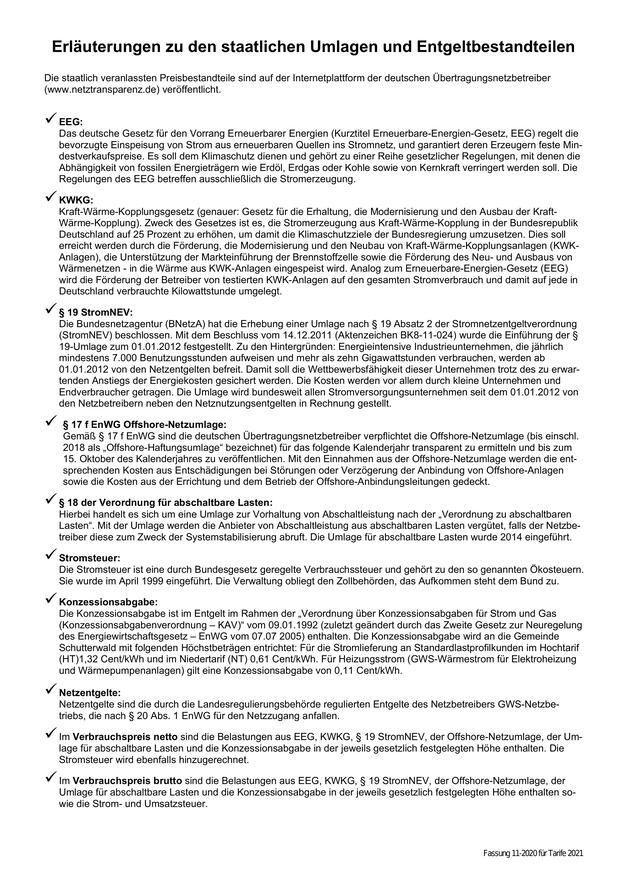 Erläuterungen zu den staatlichen Umlagen und Entgeltbestandteilen
Die staatlich veranlassten Preisbestandteile sind auf der Internetplattform der deutschen Übertragungsnetzbetreiber
(www.netztransparenz.de) veröffentlicht.
✓ EEG:
Das deutsche Gesetz für den Vorrang Erneuerbarer Energien (Kurztitel Erneuerbare-Energien-Gesetz, EEG) regelt die
bevorzugte Einspeisung von Strom aus erneuerbaren Quellen ins Stromnetz, und garantiert deren Erzeugern feste Min-
destverkaufspreise. Es soll dem Klimaschutz dienen und gehört zu einer Reihe gesetzlicher Regelungen, mit denen die
Abhängigkeit von fossilen Energieträgern wie Erdöl, Erdgas oder Kohle sowie von Kernkraft verringert werden soll. Die
Regelungen des EEG betreffen ausschließlich die Stromerzeugung.
✓ KWKG:
Kraft-Wärme-Kopplungsgesetz (genauer: Gesetz für die Erhaltung, die Modernisierung und den Ausbau der Kraft-
Wärme-Kopplung). Zweck des Gesetzes ist es, die Stromerzeugung aus Kraft-Wärme-Kopplung in der Bundesrepublik
Deutschland auf 25 Prozent zu erhöhen, um damit die Klimaschutzziele der Bundesregierung umzusetzen. Dies soll
erreicht werden durch die Förderung, die Modernisierung und den Neubau von Kraft-Wärme-Kopplungsanlagen (KWK-
Anlagen), die Unterstützung der Markteinführung der Brennstoffzelle sowie die Förderung des Neu- und Ausbaus von
Wärmenetzen - in die Wärme aus KWK-Anlagen eingespeist wird. Analog zum Erneuerbare-Energien-Gesetz (EEG)
wird die Förderung der Betreiber von testierten KWK-Anlagen auf den gesamten Stromverbrauch und damit auf jede in
Deutschland verbrauchte Kilowattstunde umgelegt.
✓ § 19 StromNEV:
Die Bundesnetzagentur (BNetzA) hat die Erhebung einer Umlage nach § 19 Absatz 2 der Stromnetzentgeltverordnung
(StromNEV) beschlossen. Mit dem Beschluss vom 14.12.2011 (Aktenzeichen BK8-11-024) wurde die Einführung der §
19-Umlage zum 01.01.2012 festgestellt. Zu den Hintergründen: Energieintensive Industrieunternehmen, die jährlich
mindestens 7.000 Benutzungsstunden aufweisen und mehr als zehn Gigawattstunden verbrauchen, werden ab
01.01.2012 von den Netzentgelten befreit. Damit soll die Wettbewerbsfähigkeit dieser Unternehmen trotz des zu erwar-
tenden Anstiegs der Energiekosten gesichert werden. Die Kosten werden vor allem durch kleine Unternehmen und
Endverbraucher getragen. Die Umlage wird bundesweit allen Stromversorgungsunternehmen seit dem 01.01.2012 von
den Netzbetreibern neben den Netznutzungsentgelten in Rechnung gestellt.
✓ § 17 f EnWG Offshore-Netzumlage:
Gemäß § 17 f EnWG sind die deutschen Übertragungsnetzbetreiber verpflichtet die Offshore-Netzumlage (bis einschl.
2018 als „Offshore-Haftungsumlage“ bezeichnet) für das folgende Kalenderjahr transparent zu ermitteln und bis zum
15. Oktober des Kalenderjahres zu veröffentlichen. Mit den Einnahmen aus der Offshore-Netzumlage werden die ent-
sprechenden Kosten aus Entschädigungen bei Störungen oder Verzögerung der Anbindung von Offshore-Anlagen
sowie die Kosten aus der Errichtung und dem Betrieb der Offshore-Anbindungsleitungen gedeckt.
✓ § 18 der Verordnung für abschaltbare Lasten:
Hierbei handelt es sich um eine Umlage zur Vorhaltung von Abschaltleistung nach der „Verordnung zu abschaltbaren
Lasten“. Mit der Umlage werden die Anbieter von Abschaltleistung aus abschaltbaren Lasten vergütet, falls der Netzbe-
treiber diese zum Zweck der Systemstabilisierung abruft. Die Umlage für abschaltbare Lasten wurde 2014 eingeführt.
✓ Stromsteuer:
Die Stromsteuer ist eine durch Bundesgesetz geregelte Verbrauchssteuer und gehört zu den so genannten Ökosteuern.
Sie wurde im April 1999 eingeführt. Die Verwaltung obliegt den Zollbehörden, das Aufkommen steht dem Bund zu.
✓ Konzessionsabgabe:
Die Konzessionsabgabe ist im Entgelt im Rahmen der „Verordnung über Konzessionsabgaben für Strom und Gas
(Konzessionsabgabenverordnung – KAV)“ vom 09.01.1992 (zuletzt geändert durch das Zweite Gesetz zur Neuregelung
des Energiewirtschaftsgesetz – EnWG vom 07.07 2005) enthalten. Die Konzessionsabgabe wird an die Gemeinde
Schutterwald mit folgenden Höchstbeträgen entrichtet: Für die Stromlieferung an Standardlastprofilkunden im Hochtarif
(HT)1,32 Cent/kWh und im Niedertarif (NT) 0,61 Cent/kWh. Für Heizungsstrom (GWS-Wärmestrom für Elektroheizung
und Wärmepumpenanlagen) gilt eine Konzessionsabgabe von 0,11 Cent/kWh.
✓ Netzentgelte:
Netzentgelte sind die durch die Landesregulierungsbehörde regulierten Entgelte des Netzbetreibers GWS-Netzbe-
triebs, die nach § 20 Abs. 1 EnWG für den Netzzugang anfallen.
✓ Im Verbrauchspreis netto sind die Belastungen aus EEG, KWKG, § 19 StromNEV, der Offshore-Netzumlage, der Um-
lage für abschaltbare Lasten und die Konzessionsabgabe in der jeweils gesetzlich festgelegten Höhe enthalten. Die
Stromsteuer wird ebenfalls hinzugerechnet.
✓ Im Verbrauchspreis brutto sind die Belastungen aus EEG, KWKG, § 19 StromNEV, der Offshore-Netzumlage, der
Umlage für abschaltbare Lasten und die Konzessionsabgabe in der jeweils gesetzlich festgelegten Höhe enthalten so-
wie die Strom- und Umsatzsteuer.
Fassung 11-2020 für Tarife 2021